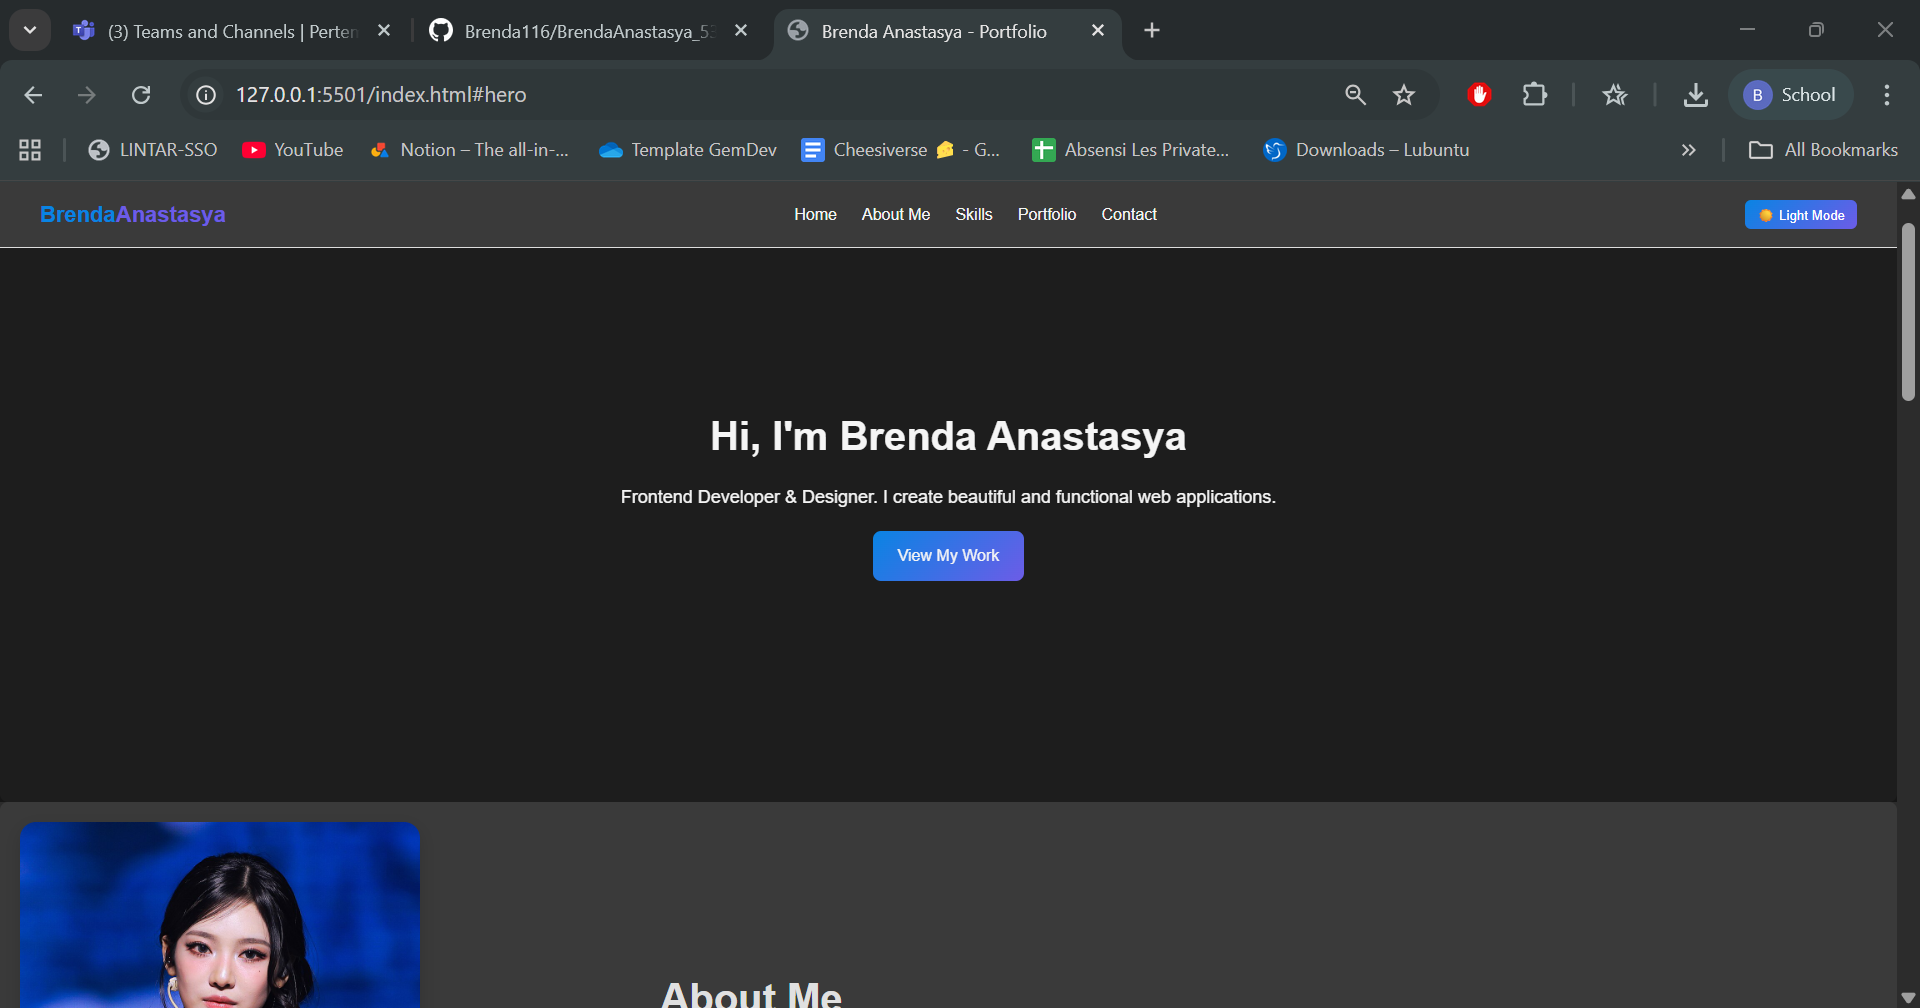 (3) Teams and Channels | Perten
Brenda116/BrendaAnastasya_53
Brenda Anastasya - Portfolio
127.0.0.1:5501/index.html#hero
B School
LINTAR-SSO
YouTube
Notion – The all-in-...
Template GemDev
Cheesiverse 🧀 - G...
Absensi Les Private...
Downloads – Lubuntu
All Bookmarks
BrendaAnastasya
Home About Me Skills Portfolio Contact
Light Mode
Hi, I'm Brenda Anastasya
Frontend Developer & Designer. I create beautiful and functional web applications.
View My Work
About Me